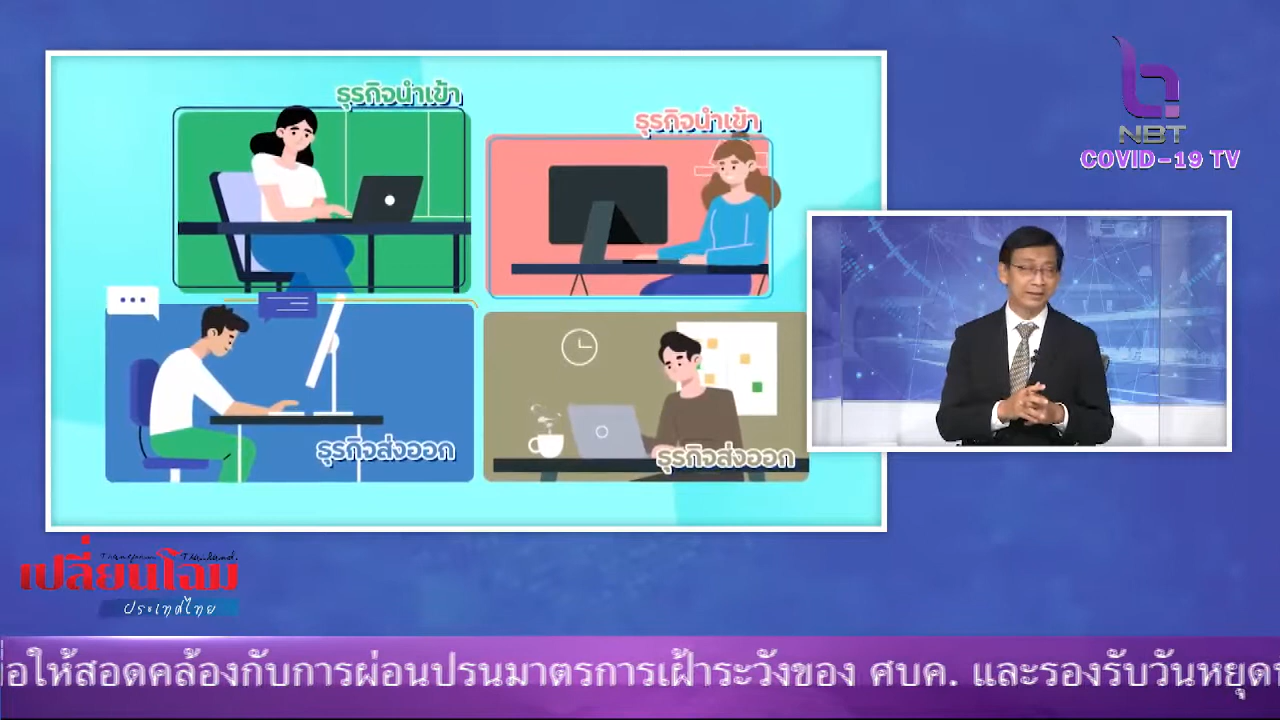 ธุรกิจนำเข้า
ธุรกิจนำเข้า
ธุรกิจส่งออก
ธุรกิจส่งออก
NBT
COVID-19 TV
Transform Thailand.
เปลี่ยนโฉม
ประเทศไทย
อให้สอดคล้องกับการผ่อนปรนมาตรการเฝ้าระวังของ ศบค. และรองรับวันหยุด